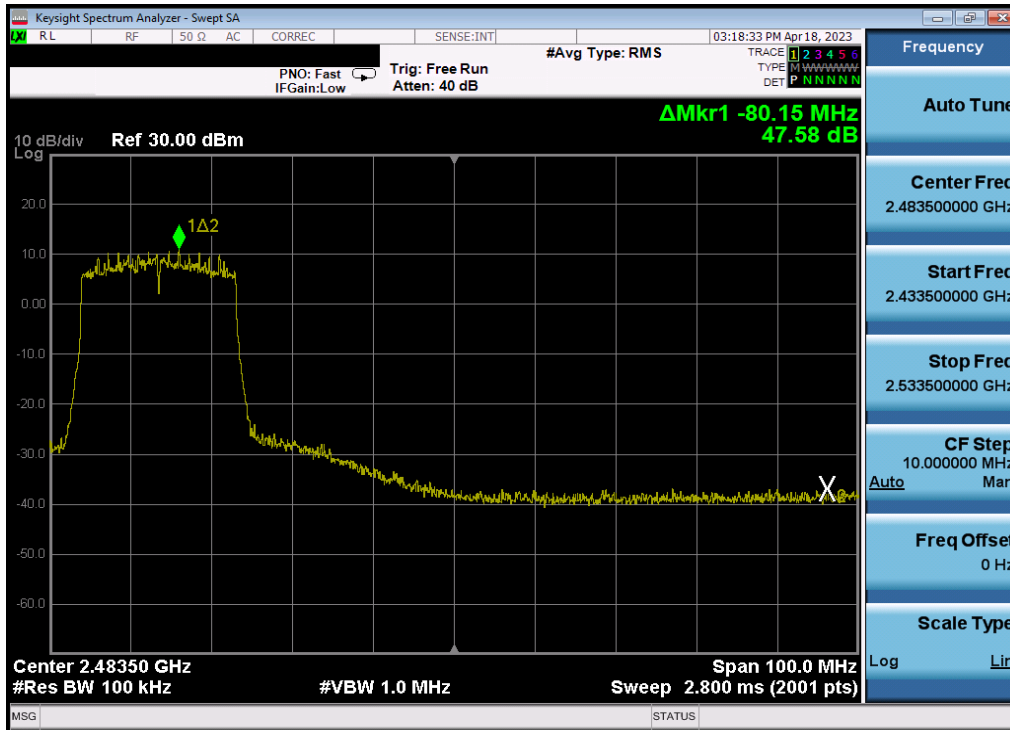 Keysight Spectrum Analyzer - Swept SA
LXI RL RF 50 Ω AC CORREC SENSE:INT 03:18:33 PM Apr 18, 2023
PNO: Fast
IFGain:Low
Trig: Free Run
Atten: 40 dB
#Avg Type: RMS
TRACE 1 2 3 4 5 6
TYPE M WWWWW
DET P N N N N N
ΔMkr1 -80.15 MHz
47.58 dB
10 dB/div Ref 30.00 dBm
Log
20.0
1Δ2
10.0
0.00
-10.0
-20.0
-30.0
-40.0
X2
-50.0
-60.0
Center 2.48350 GHz Span 100.0 MHz
#Res BW 100 kHz #VBW 1.0 MHz Sweep 2.800 ms (2001 pts)
MSG STATUS
Frequency
Auto Tune
Center Freq
2.483500000 GHz
Start Freq
2.433500000 GHz
Stop Freq
2.533500000 GHz
CF Step
10.000000 MHz
Auto Man
Freq Offset
0 Hz
Scale Type
Log Lin